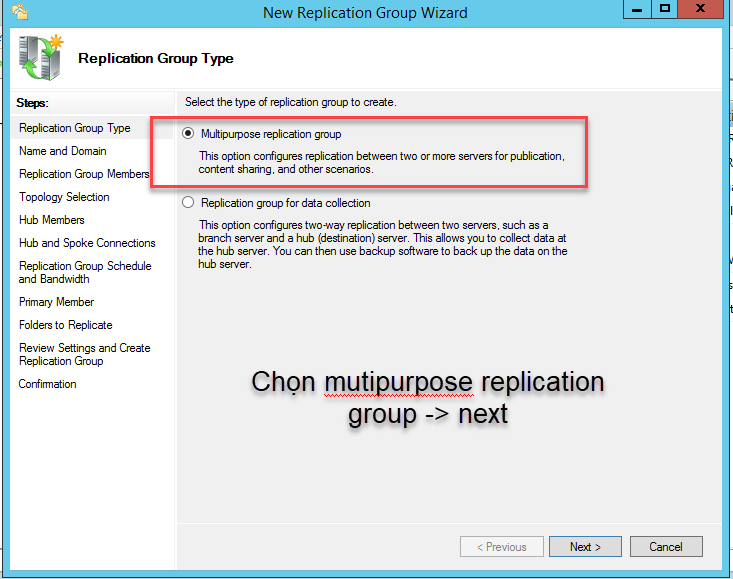 New Replication Group Wizard
Replication Group Type
Steps:
Replication Group Type
Name and Domain
Replication Group Members
Topology Selection
Hub Members
Hub and Spoke Connections
Replication Group Schedule
and Bandwidth
Primary Member
Folders to Replicate
Review Settings and Create
Replication Group
Confirmation
Select the type of replication group to create.
Multipurpose replication group
This option configures replication between two or more servers for publication,
content sharing, and other scenarios.
Replication group for data collection
This option configures two-way replication between two servers, such as a
branch server and a hub (destination) server. This allows you to collect data at
the hub server. You can then use backup software to back up the data on the
hub server.
Chọn mutipurpose replication
group -> next
< Previous
Next >
Cancel